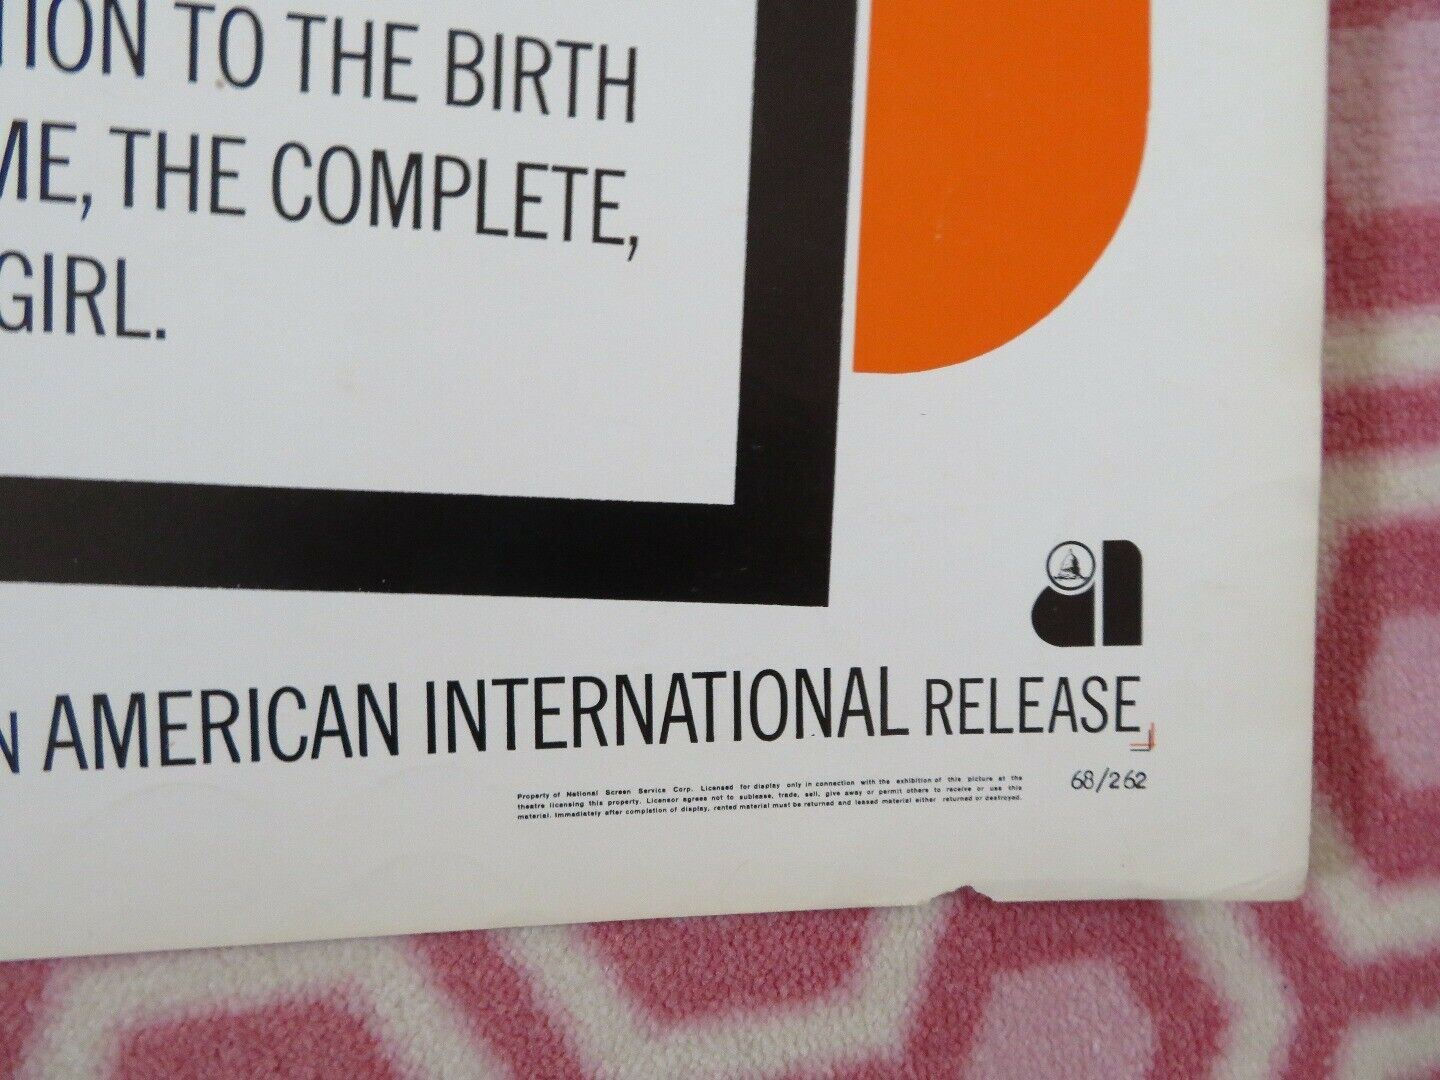 TION TO THE BIRTH
ME, THE COMPLETE,
GIRL.
N AMERICAN INTERNATIONAL RELEASE
Property of National Screen Service Corp. Licensed for display only in connection with the exhibition of this picture at the
theatre licensing this property. Licensor agrees not to sublease, trade, sell, give away or permit others to receive or use this
material. Immediately after completion of display, rented material must be returned and leased material either returned or destroyed.
68/262